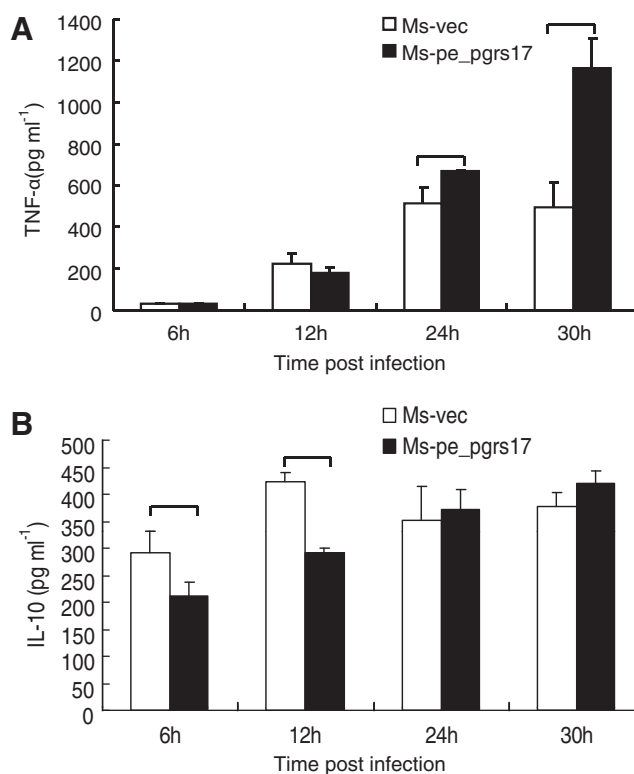 A
Ms-vec
Ms-pe_pgrs17
TNF-α(pg ml⁻¹)
1400
1200
1000
800
600
400
200
0
6h 12h 24h 30h
Time post infection
B
Ms-vec
Ms-pe_pgrs17
IL-10 (pg ml⁻¹)
500
450
400
350
300
250
200
150
100
50
0
6h 12h 24h 30h
Time post infection